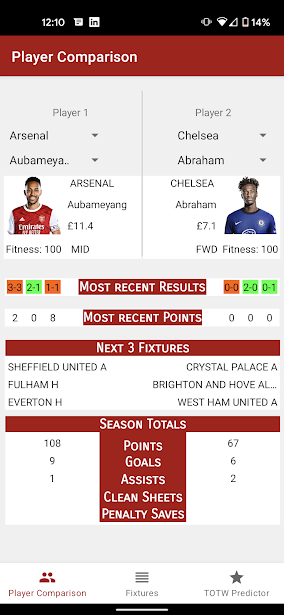 12:10 14%
Player Comparison
Player 1 Player 2
Arsenal Chelsea
Aubameya.. Abraham
ARSENAL CHELSEA
Aubameyang Abraham
£11.4 £7.1
Fitness: 100 MID FWD Fitness: 100
3-3 2-1 1-1 Most recent Results 0-0 2-0 0-1
2 0 8 Most recent Points 0 0 0
Next 3 Fixtures
SHEFFIELD UNITED A CRYSTAL PALACE A
FULHAM H BRIGHTON AND HOVE AL...
EVERTON H WEST HAM UNITED A
Season Totals
108 Points 67
9 Goals 6
1 Assists 2
Clean Sheets
Penalty Saves
Player Comparison Fixtures TOTW Predictor